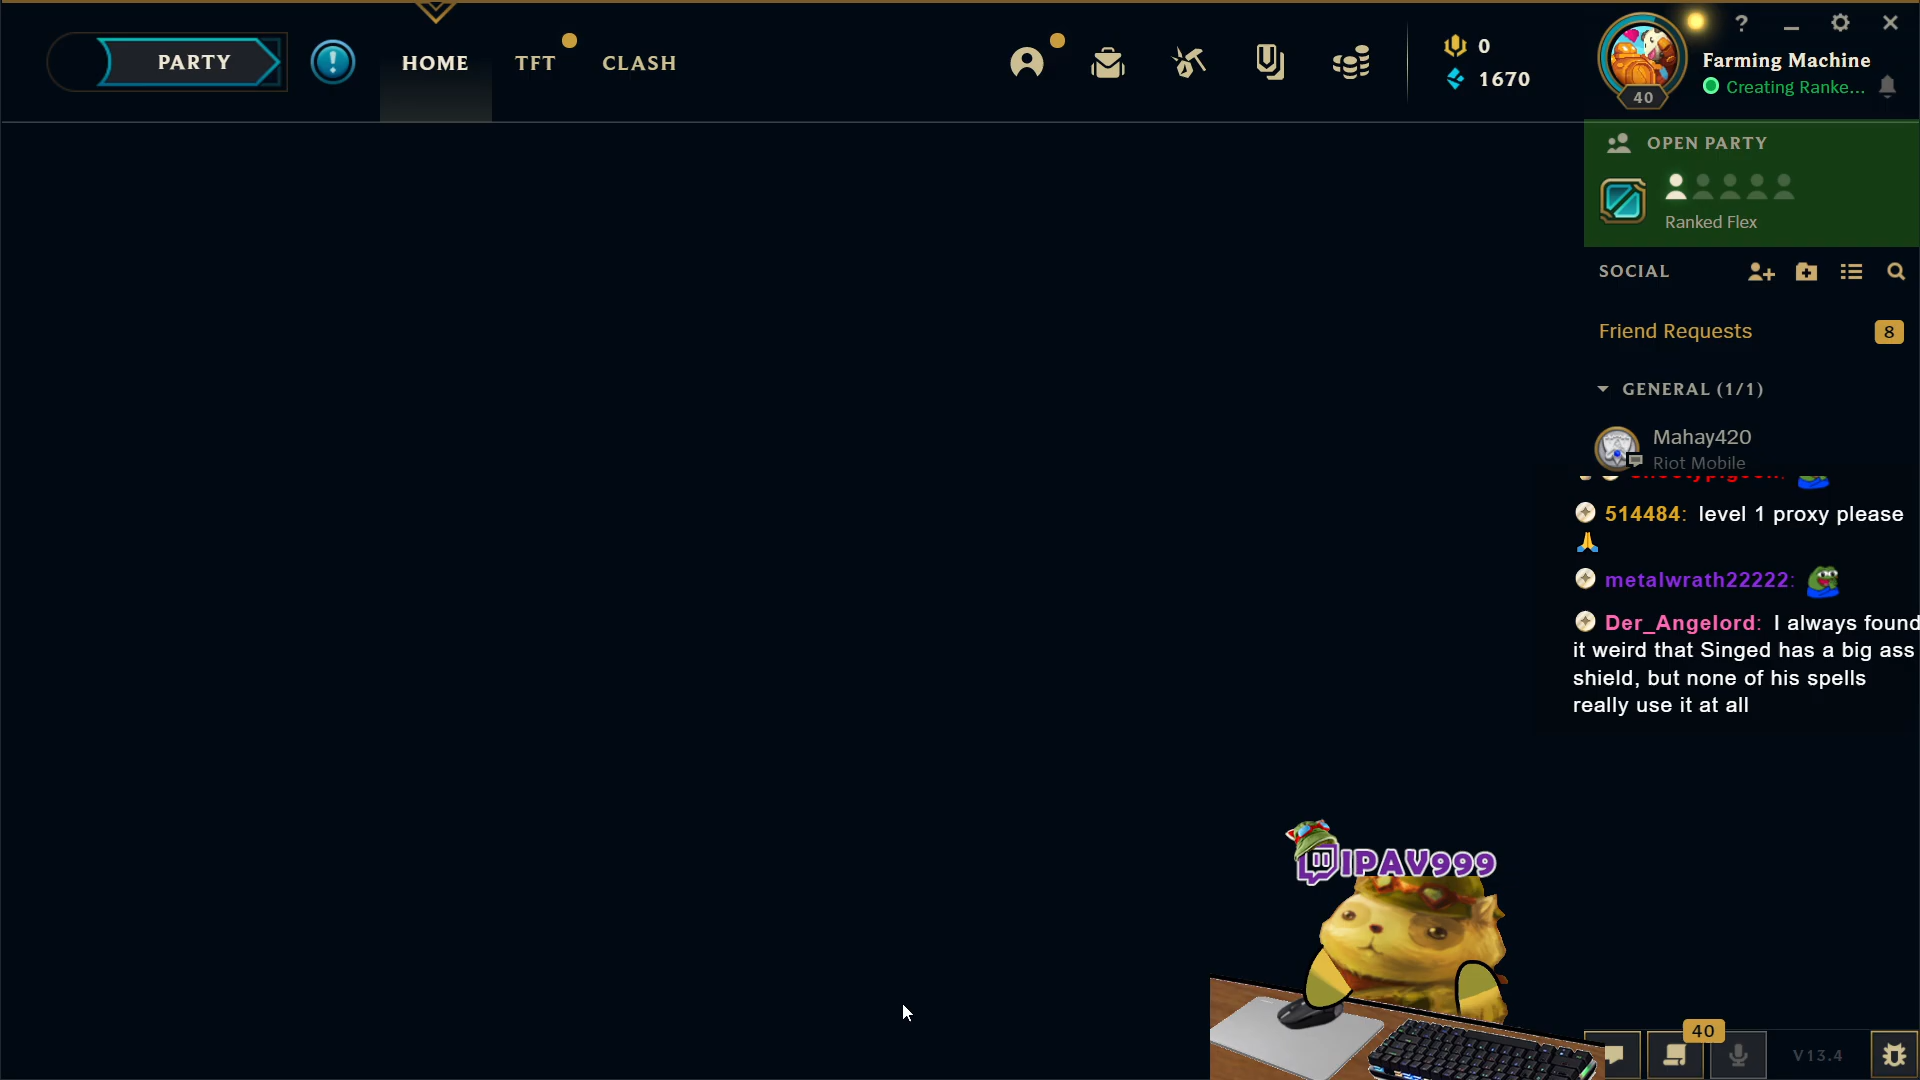 PARTY
HOME
TFT
CLASH
0
1670
40
Farming Machine
Creating Ranke...
OPEN PARTY
Ranked Flex
SOCIAL
Friend Requests
8
GENERAL (1/1)
Mahay420
Riot Mobile
514484: level 1 proxy please
metalwrath22222:
Der_Angelord: I always found
it weird that Singed has a big ass
shield, but none of his spells
really use it at all
IPAV999
40
V13.4